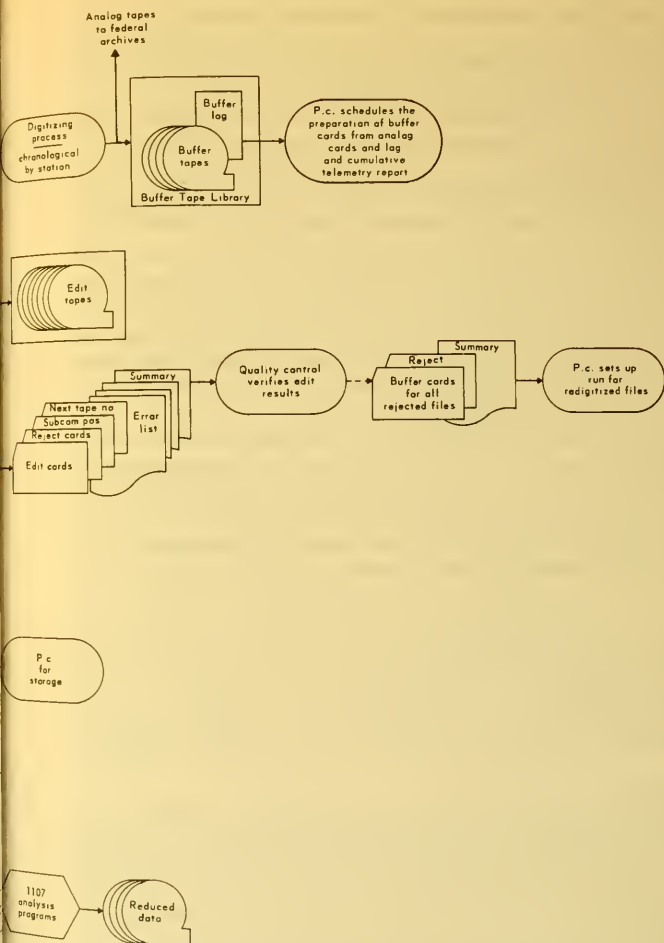 Analog tapes
to federal
archives
Digitizing
process
chronological
by station
Buffer
log
Buffer
tapes
Buffer Tape Library
P.c. schedules the
preparation of buffer
cards from analog
cards and log
and cumulative
telemetry report
Edit
tapes
Summary
Error
list
Next tape no
Subcom pos
Reject cards
Edit cards
Quality control
verifies edit
results
Summary
Reject
Buffer cards
for all
rejected files
P.c. sets up
run for
redigitized files
P c
for
storage
1107
analysis
programs
Reduced
data